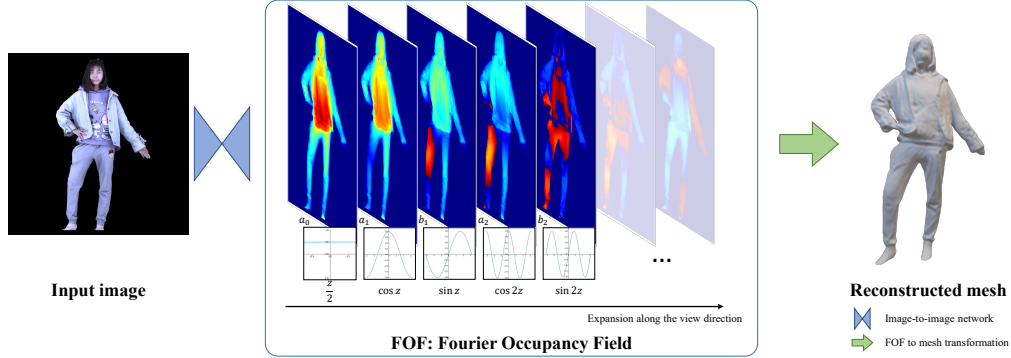 a₀ a₁ b₁ a₂ b₂
z/2 cos z sin z cos 2z sin 2z ...
Expansion along the view direction
Input image
FOF: Fourier Occupancy Field
Reconstructed mesh
Image-to-image network
FOF to mesh transformation